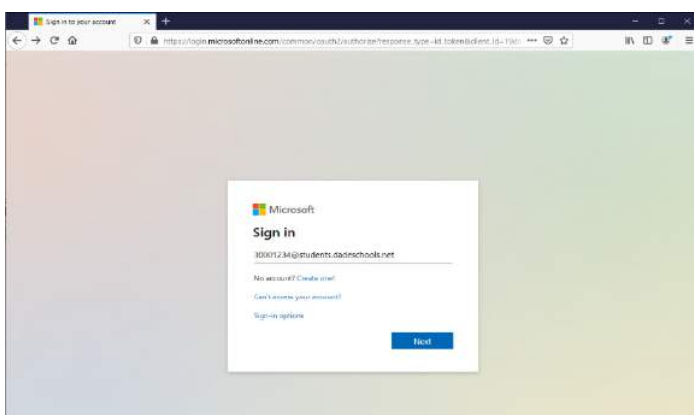 Sign in to your account
https://login.microsoftonline.com/common/oauth2/authorize?response_type=id_token&client_id=
Microsoft
Sign in
30001234@students.dadeschools.net
No account? Create one!
Can't access your account?
Sign-in options
Next